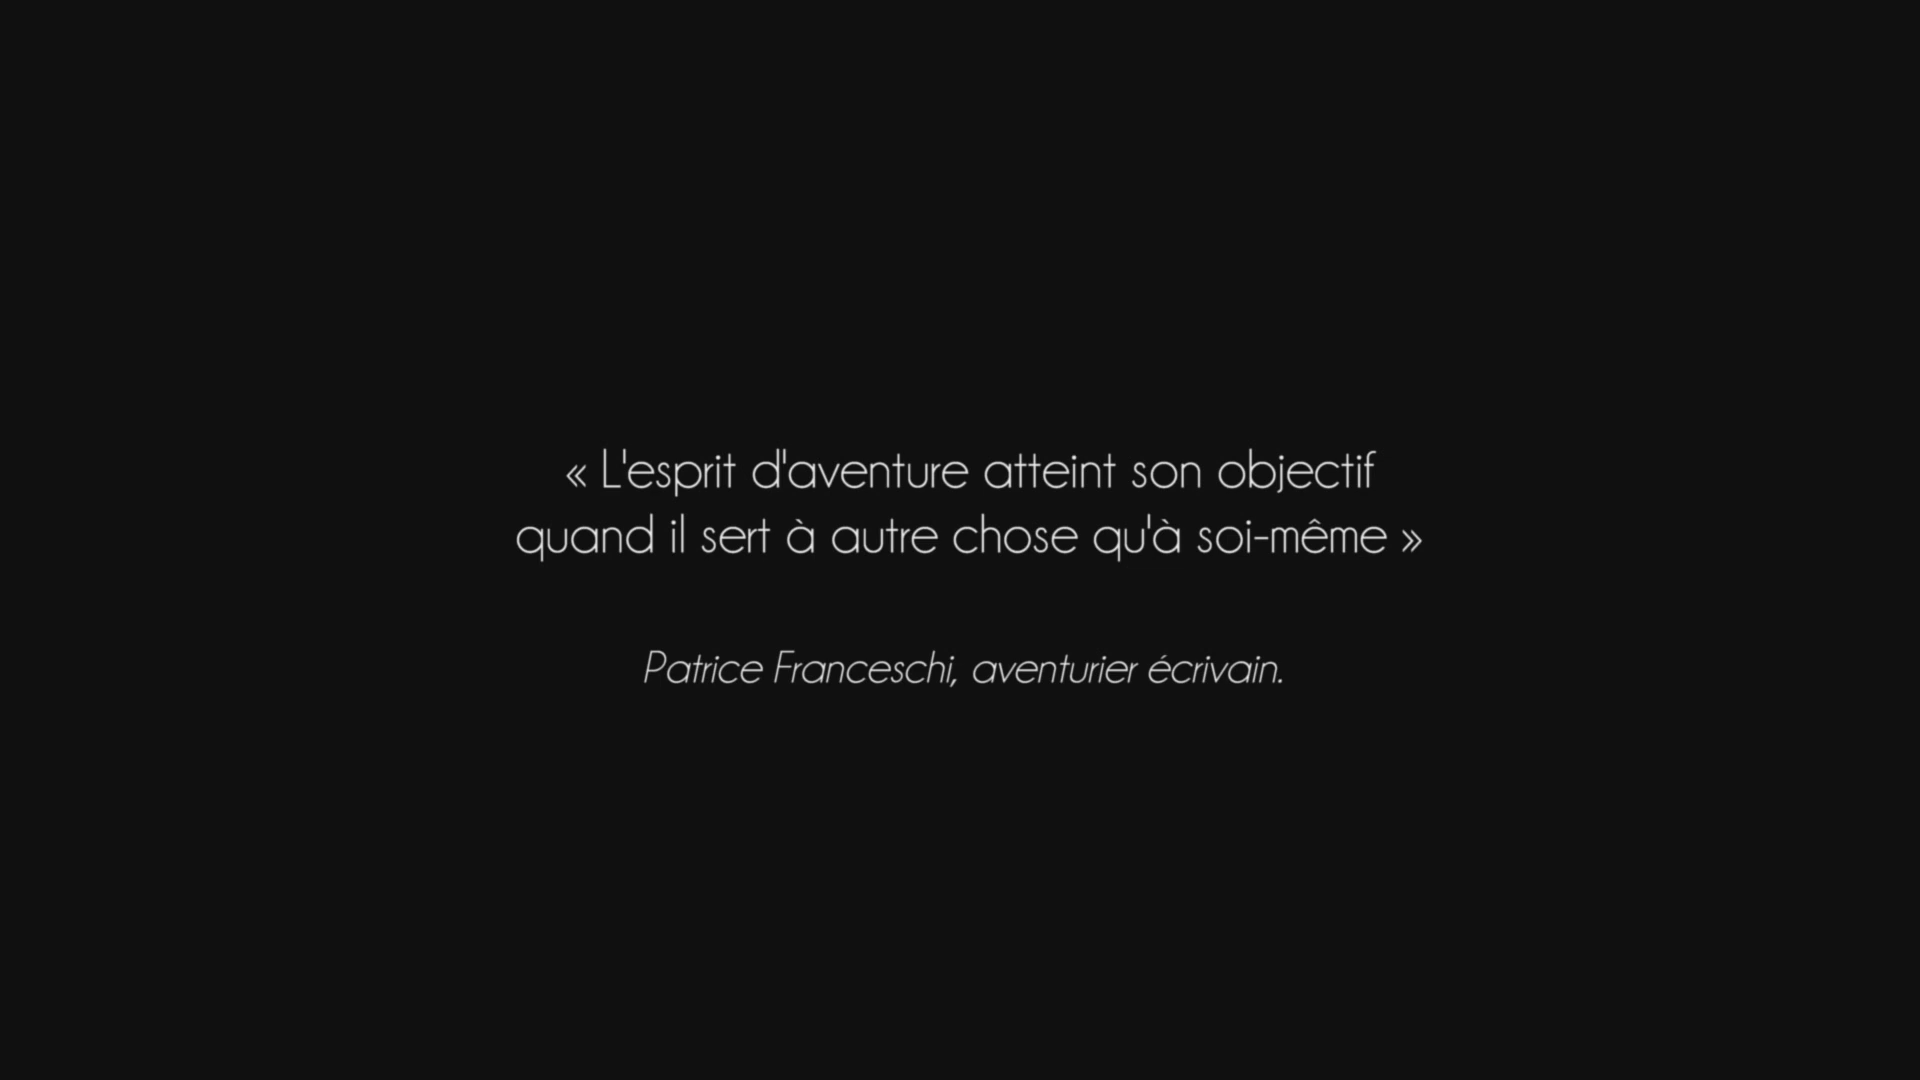 « L'esprit d'aventure atteint son objectif
quand il sert à autre chose qu'à soi-même »
Patrice Franceschi, aventurier écrivain.